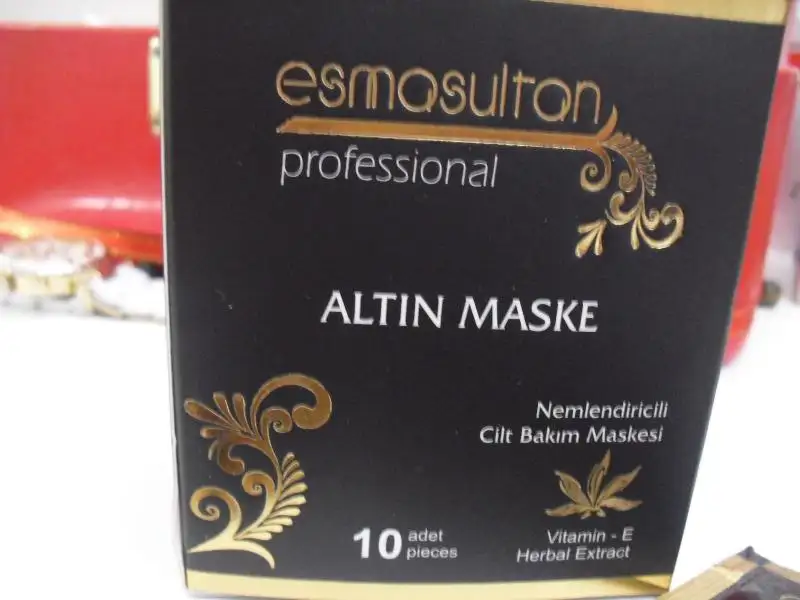 esmasultan
professional
ALTIN MASKE
Nemlendiricili
Cilt Bakım Maskesi
10 adet
pieces
Vitamin - E
Herbal Extract